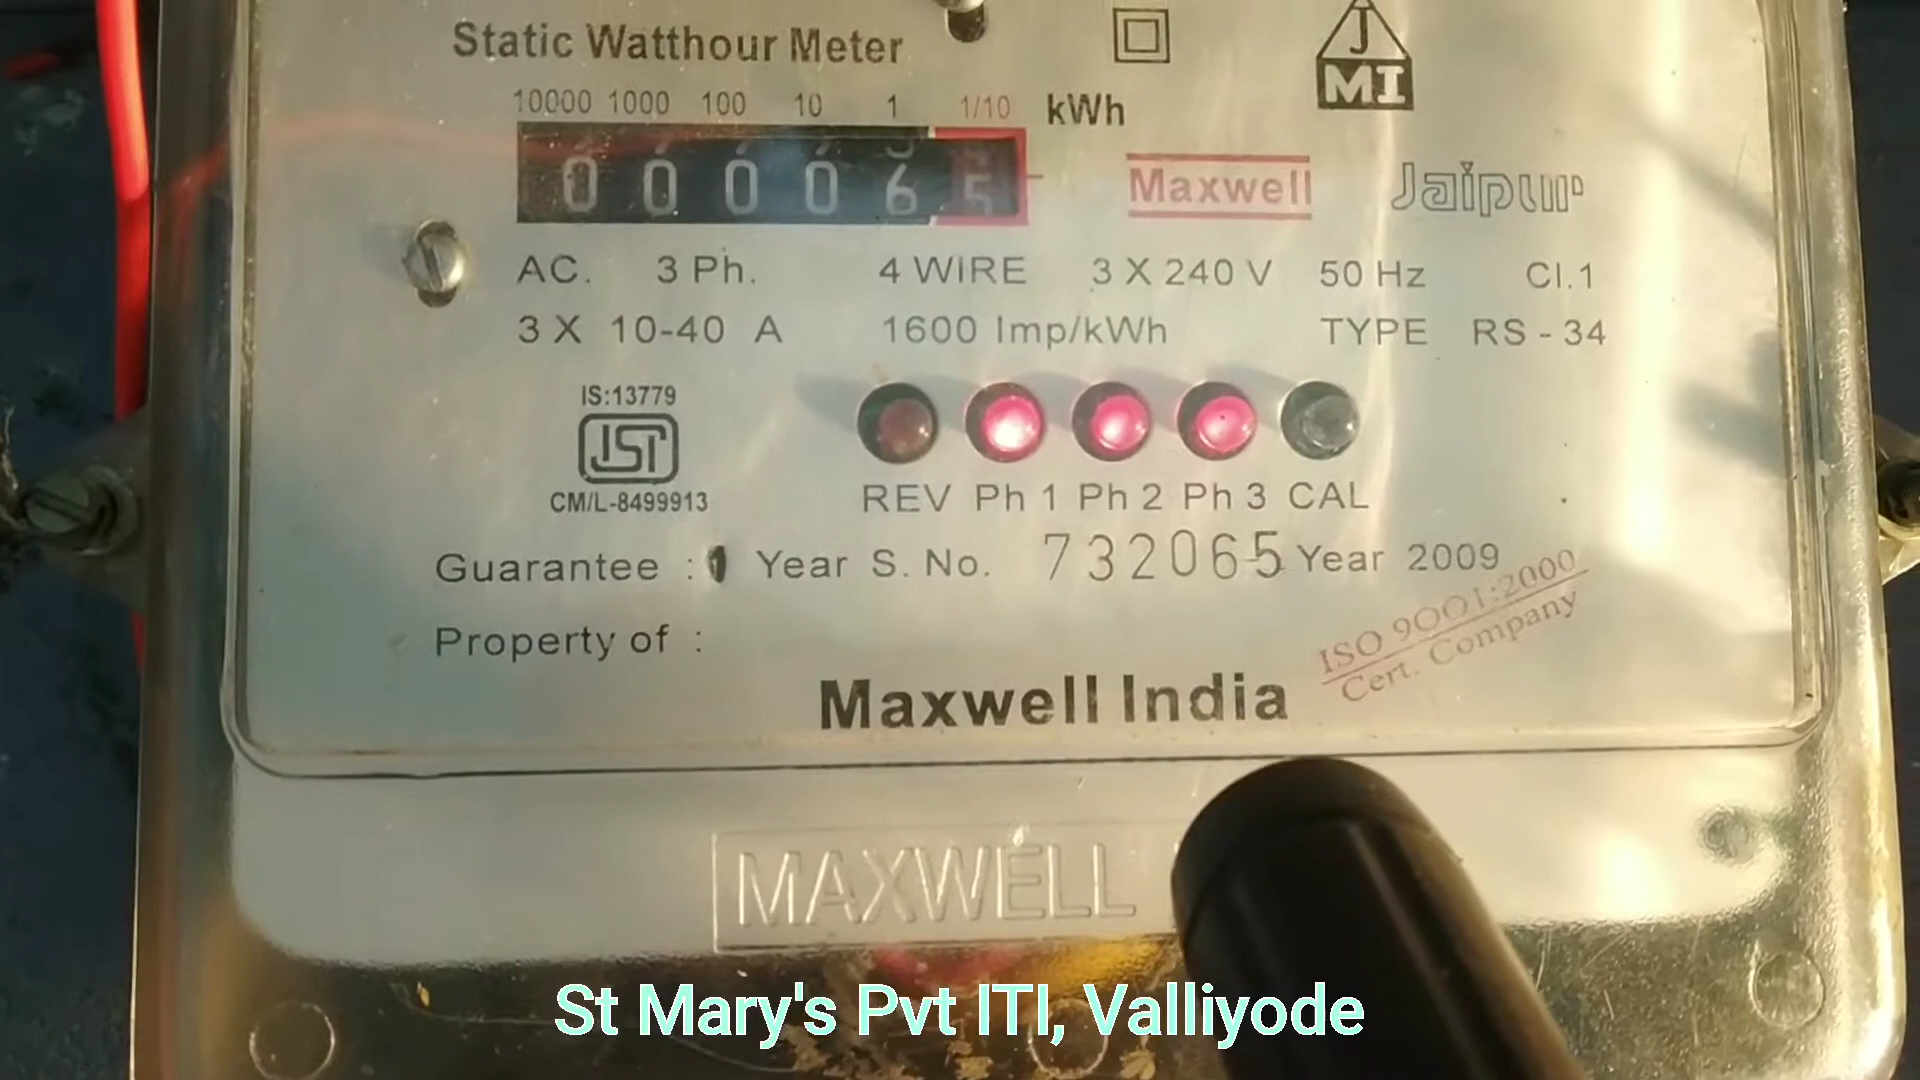 Static Watthour Meter
J
MI
10000 1000 100 10 1 1/10 kWh
0 0 0 0 6 5
Maxwell Jaipur
AC. 3 Ph. 4 WIRE 3 X 240 V 50 Hz Cl.1
3 X 10-40 A 1600 Imp/kWh TYPE RS - 34
IS:13779
ISI
CM/L-8499913
REV Ph 1 Ph 2 Ph 3 CAL
Guarantee : 1 Year S. No. 732065 Year 2009
Property of :
ISO 9001:2000
Cert. Company
Maxwell India
MAXWELL
St Mary's Pvt ITI, Valliyode